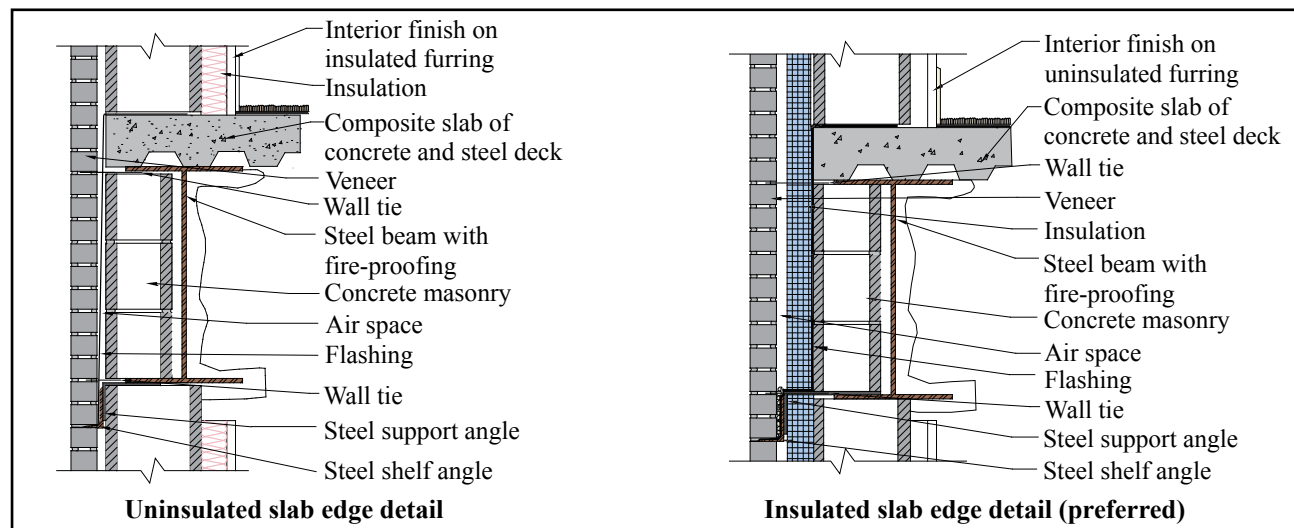 Interior finish on
insulated furring
Insulation
Composite slab of
concrete and steel deck
Veneer
Wall tie
Steel beam with
fire-proofing
Concrete masonry
Air space
Flashing
Wall tie
Steel support angle
Steel shelf angle
Uninsulated slab edge detail
Interior finish on
uninsulated furring
Composite slab of
concrete and steel deck
Wall tie
Veneer
Insulation
Steel beam with
fire-proofing
Concrete masonry
Air space
Flashing
Wall tie
Steel support angle
Steel shelf angle
Insulated slab edge detail (preferred)